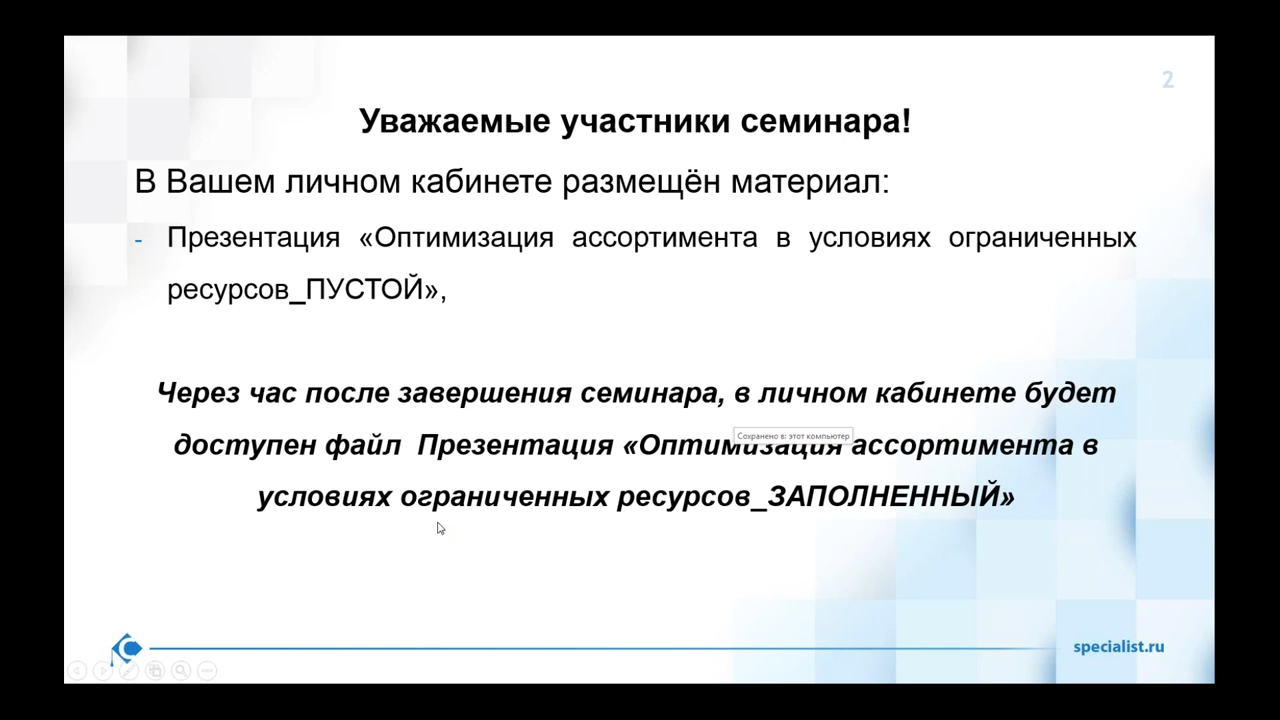 2
Уважаемые участники семинара!
В Вашем личном кабинете размещён материал:
- Презентация «Оптимизация ассортимента в условиях ограниченных
ресурсов_ПУСТОЙ»,
Через час после завершения семинара, в личном кабинете будет
доступен файл Презентация «Оптимизация ассортимента в
Сохранено в: этот компьютер
условиях ограниченных ресурсов_ЗАПОЛНЕННЫЙ»
specialist.ru